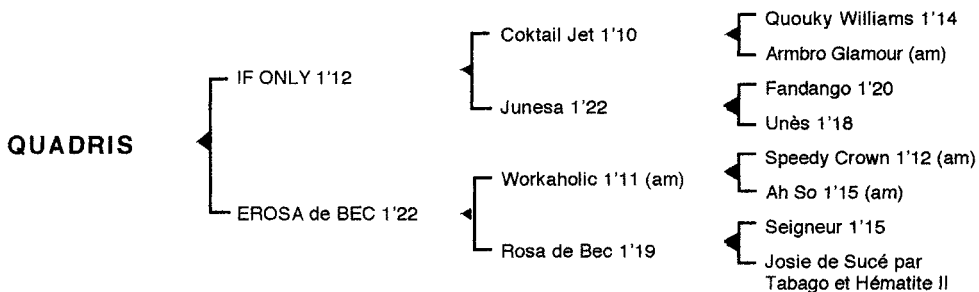 Quouky Williams 1'14
Coktail Jet 1'10
Armbro Glamour (am)
IF ONLY 1'12
Fandango 1'20
Junesa 1'22
Unès 1'18
QUADRIS
Speedy Crown 1'12 (am)
Workaholic 1'11 (am)
Ah So 1'15 (am)
EROSA de BEC 1'22
Seigneur 1'15
Rosa de Bec 1'19
Josie de Sucé par
Tabago et Hématite II